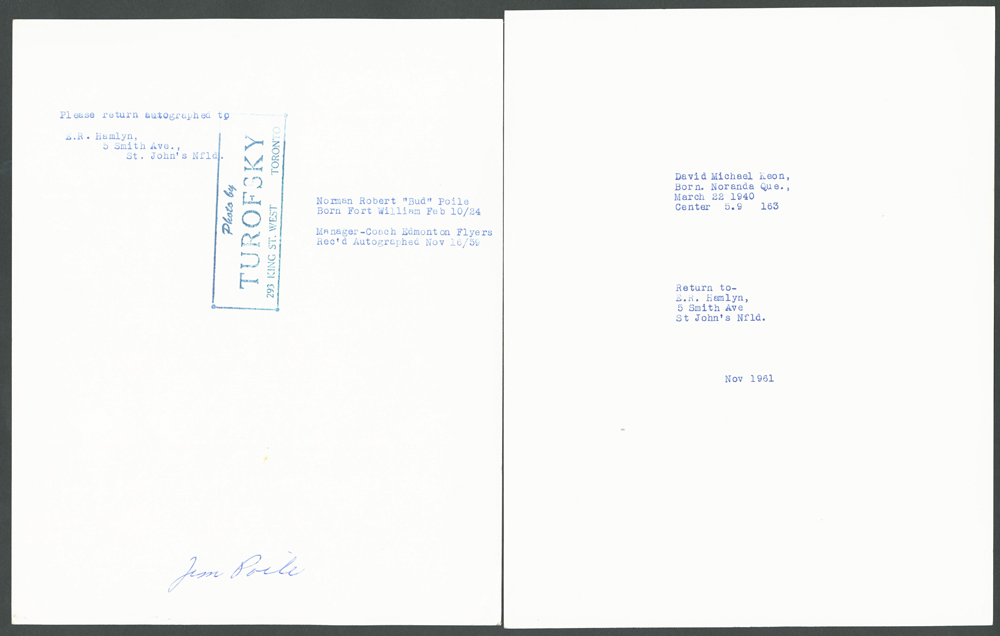 Please return autographed to
E.R. Hamlyn,
5 Smith Ave.,
St. John's Nfld.
Photo by
TUROFSKY
293 KING ST. WEST TORONTO
Norman Robert "Bud" Poile
Born Fort William Feb 10/24
Manager-Coach Edmonton Flyers
Rec'd Autographed Nov 16/59
Jim Poile
David Michael Keon,
Born. Noranda Que.,
March 22 1940
Center 5.9 163
Return to-
E.R. Hamlyn,
5 Smith Ave
St John's Nfld.
Nov 1961